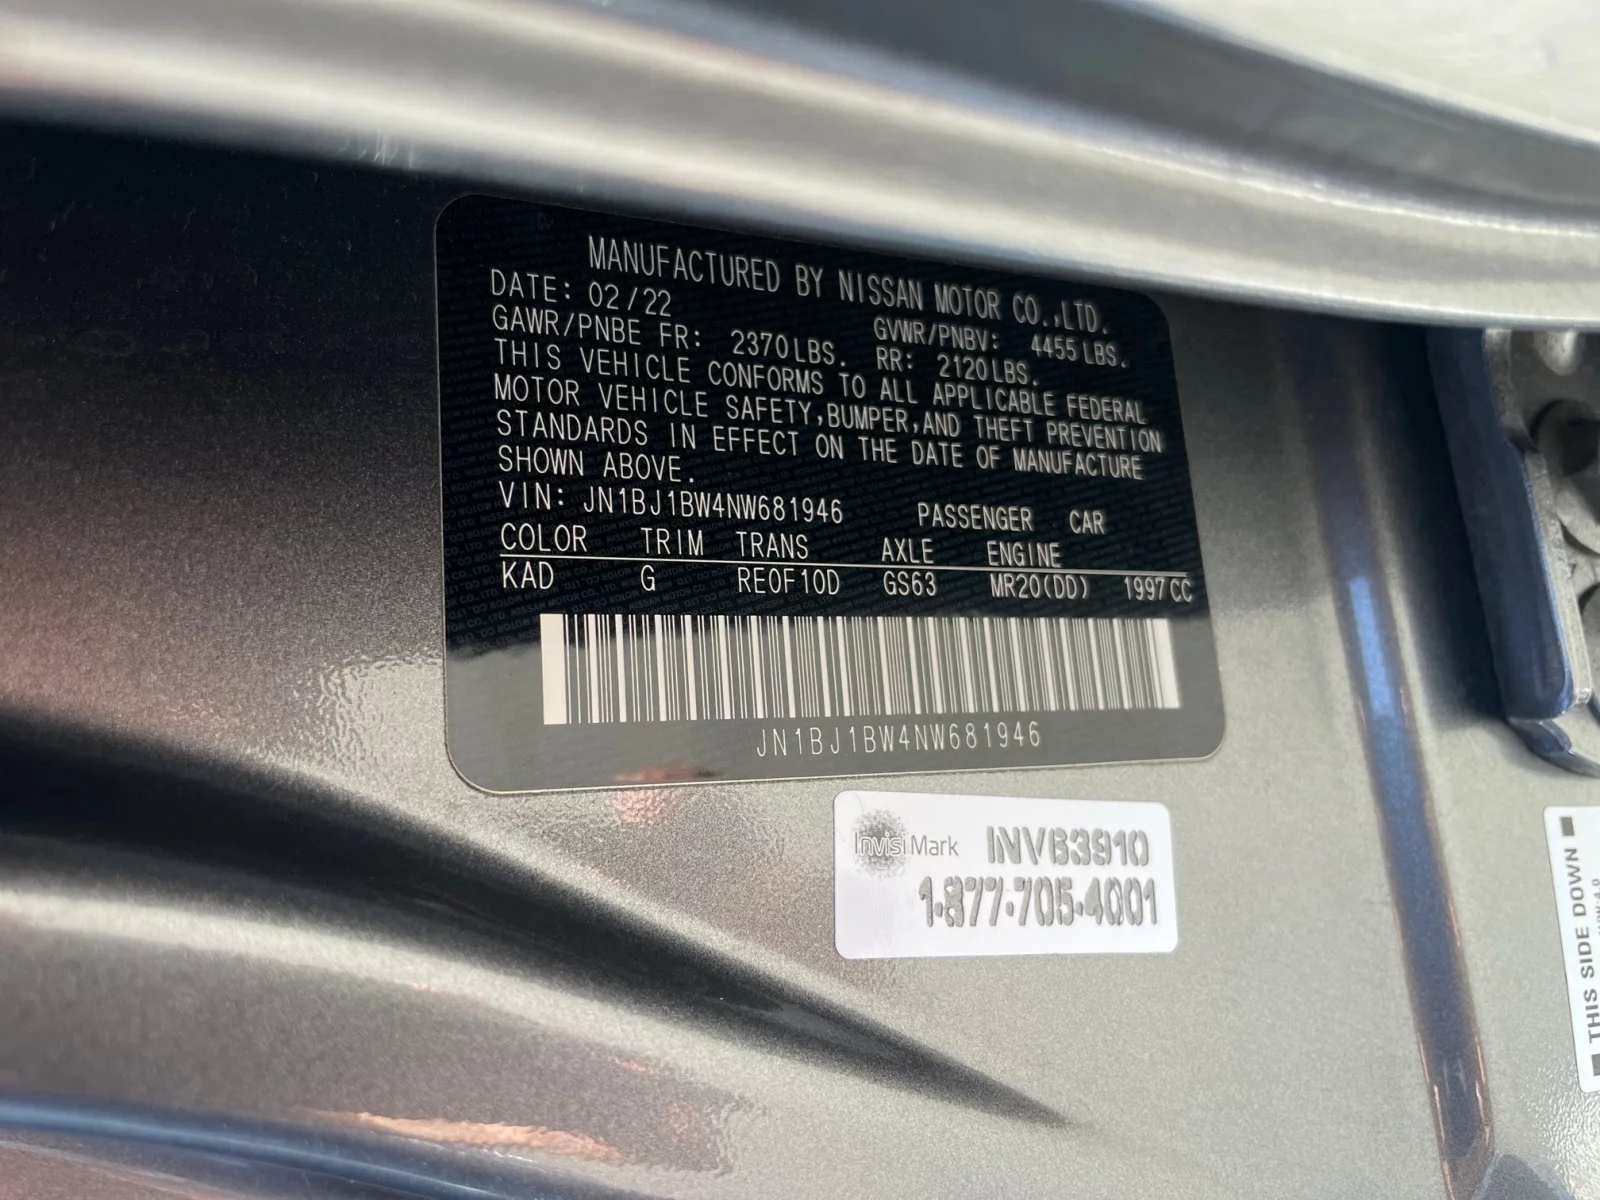 MANUFACTURED BY NISSAN MOTOR CO.,LTD.
DATE: 02/22 GVWR/PNBV: 4455 LBS.
GAWR/PNBE FR: 2370LBS. RR: 2120LBS.
THIS VEHICLE CONFORMS TO ALL APPLICABLE FEDERAL
MOTOR VEHICLE SAFETY,BUMPER,AND THEFT PREVENTION
STANDARDS IN EFFECT ON THE DATE OF MANUFACTURE
SHOWN ABOVE.
VIN: JN1BJ1BW4NW681946 PASSENGER CAR
COLOR TRIM TRANS AXLE ENGINE
KAD G RE0F10D GS63 MR20(DD) 1997CC
JN1BJ1BW4NW681946
InvisiMark INV63910
1-877-705-4001
THIS SIDE DOWN